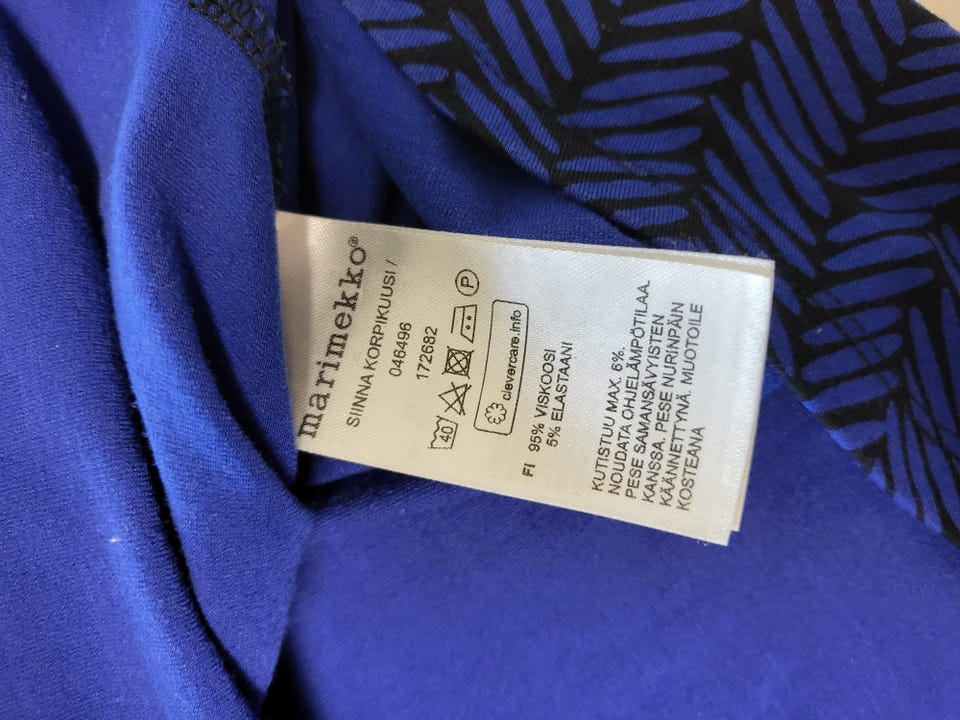 marimekko®
SIINNA KORPIKUUSI /
046496
172682
40 P
clevercare.info
FI 95% VISKOOSI
5% ELASTAANI
KUTISTUU MAX. 6%.
NOUDATA OHJELÄMPÖTILAA.
PESE SAMANSÄVYISTEN
KANSSA. PESE NURINPÄIN
KÄÄNNETTYNÄ. MUOTOILE
KOSTEANA